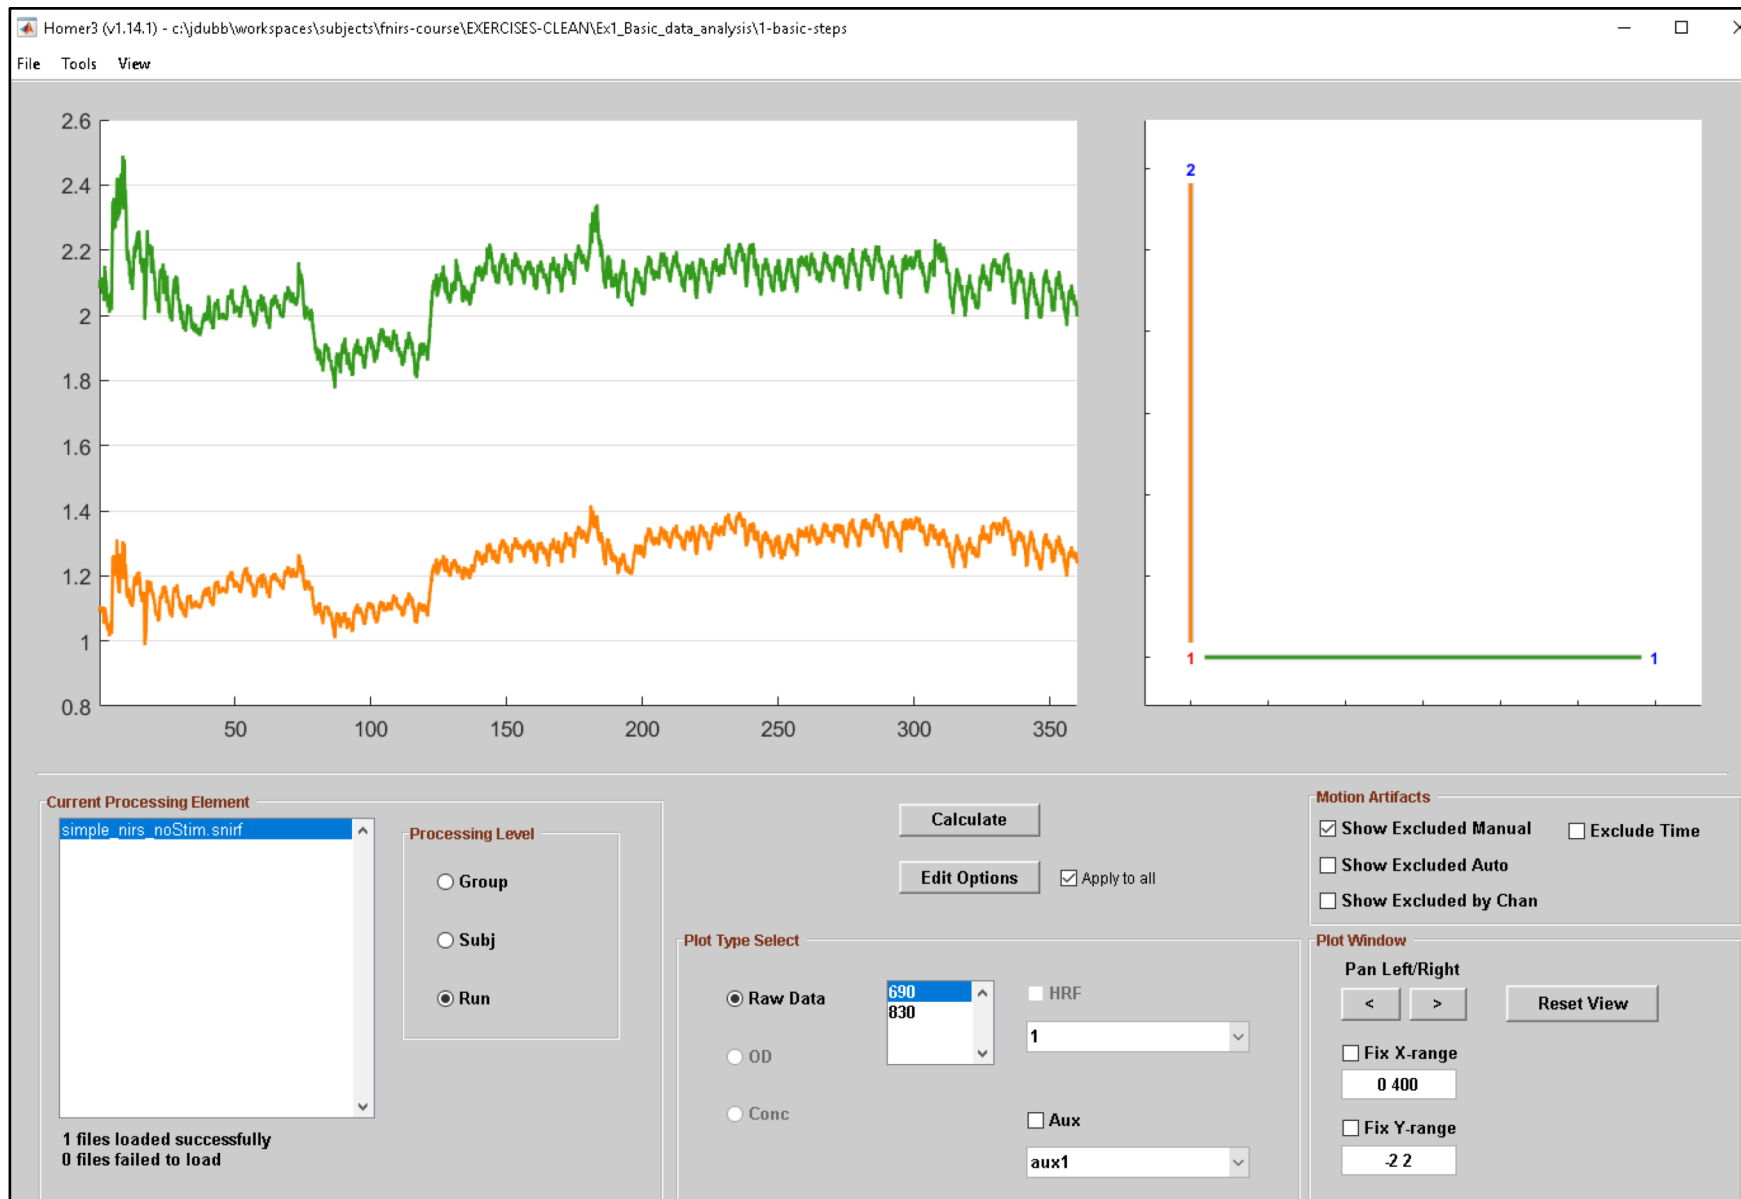 Homer3 (v1.14.1) - c:\jdubb\workspaces\subjects\fnirs-course\EXERCISES-CLEAN\Ex1_Basic_data_analysis\1-basic-steps
File Tools View
2.6
2.4
2.2
2
1.8
1.6
1.4
1.2
1
0.8
50 100 150 200 250 300 350
2
1 1
Current Processing Element
simple_nirs_noStim.snirf
1 files loaded successfully
0 files failed to load
Processing Level
Group
Subj
Run
Calculate
Edit Options Apply to all
Plot Type Select
Raw Data
OD
Conc
690
830
HRF
1
Aux
aux1
Motion Artifacts
Show Excluded Manual Exclude Time
Show Excluded Auto
Show Excluded by Chan
Plot Window
Pan Left/Right
< > Reset View
Fix X-range
0 400
Fix Y-range
-2 2